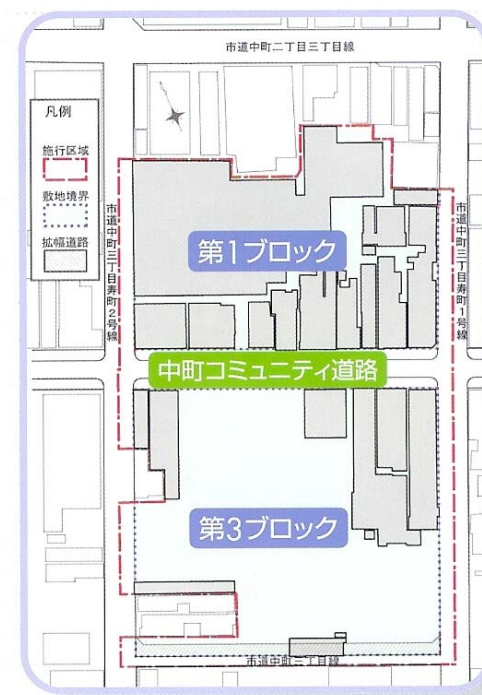 市道中町二丁目三丁目線
凡例
施行区域
敷地境界
拡幅道路
市道中町三丁目寿町2号線
市道中町三丁目寿町1号線
第1ブロック
中町コミュニティ道路
第3ブロック
市道中町三丁目線